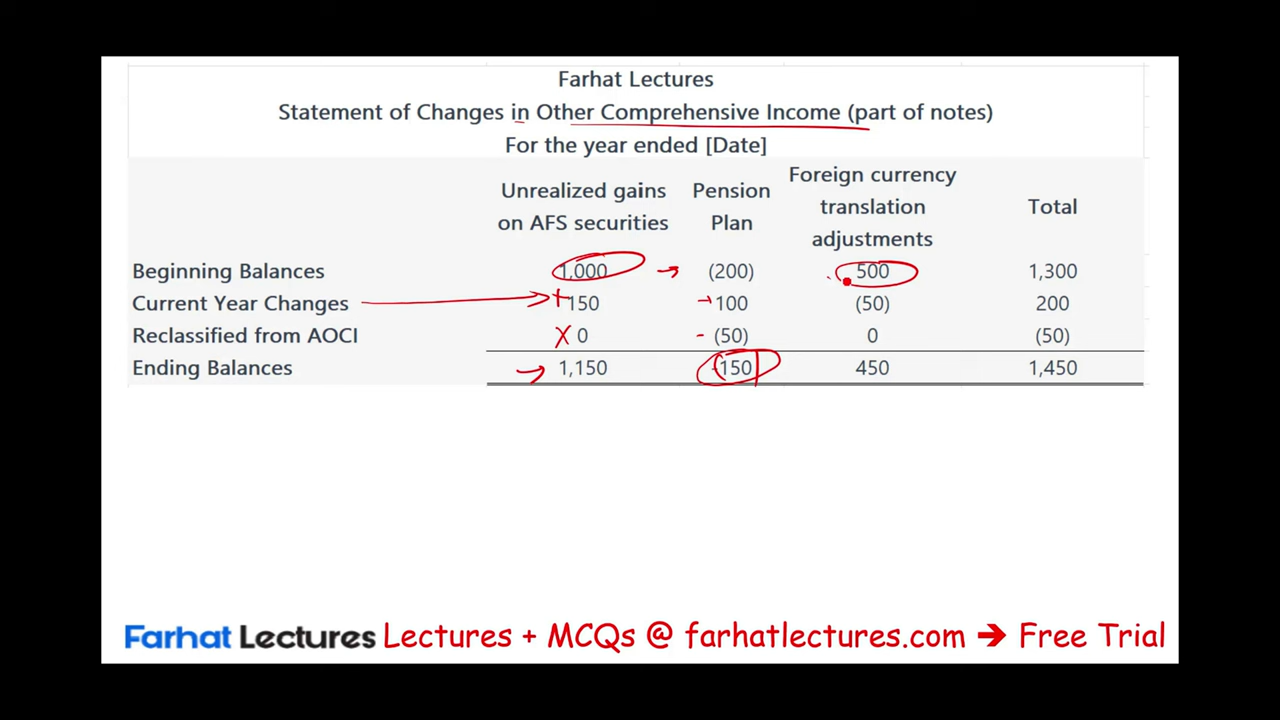 Farhat Lectures
Statement of Changes in Other Comprehensive Income (part of notes)
For the year ended [Date]
Unrealized gains on AFS securities Pension Plan Foreign currency translation adjustments Total
Beginning Balances 1,000 (200) 500 1,300
Current Year Changes 150 100 (50) 200
Reclassified from AOCI 0 (50) 0 (50)
Ending Balances 1,150 -150 450 1,450
Farhat Lectures Lectures + MCQs @ farhatlectures.com ➔ Free Trial